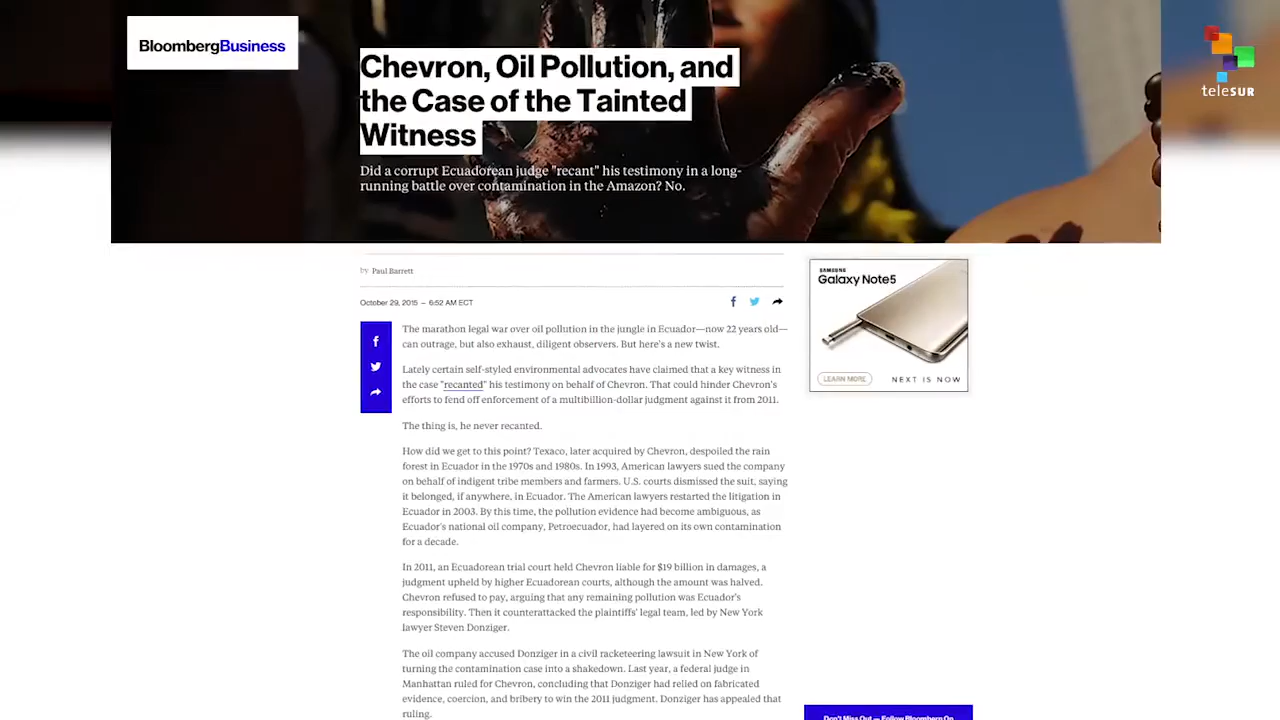 BloombergBusiness
teleSUR
Chevron, Oil Pollution, and
the Case of the Tainted
Witness
Did a corrupt Ecuadorean judge "recant" his testimony in a long-
running battle over contamination in the Amazon? No.
by Paul Barrett
October 29, 2015 – 6:52 AM ECT
The marathon legal war over oil pollution in the jungle in Ecuador—now 22 years old—
can outrage, but also exhaust, diligent observers. But here's a new twist.
Lately certain self-styled environmental advocates have claimed that a key witness in
the case "recanted" his testimony on behalf of Chevron. That could hinder Chevron's
efforts to fend off enforcement of a multibillion-dollar judgment against it from 2011.
The thing is, he never recanted.
How did we get to this point? Texaco, later acquired by Chevron, despoiled the rain
forest in Ecuador in the 1970s and 1980s. In 1993, American lawyers sued the company
on behalf of indigent tribe members and farmers. U.S. courts dismissed the suit, saying
it belonged, if anywhere, in Ecuador. The American lawyers restarted the litigation in
Ecuador in 2003. By this time, the pollution evidence had become ambiguous, as
Ecuador's national oil company, Petroecuador, had layered on its own contamination
for a decade.
In 2011, an Ecuadorean trial court held Chevron liable for $19 billion in damages, a
judgment upheld by higher Ecuadorean courts, although the amount was halved.
Chevron refused to pay, arguing that any remaining pollution was Ecuador's
responsibility. Then it counterattacked the plaintiffs' legal team, led by New York
lawyer Steven Donziger.
The oil company accused Donziger in a civil racketeering lawsuit in New York of
turning the contamination case into a shakedown. Last year, a federal judge in
Manhattan ruled for Chevron, concluding that Donziger had relied on fabricated
evidence, coercion, and bribery to win the 2011 judgment. Donziger has appealed that
ruling.
SAMSUNG
Galaxy Note5
LEARN MORE
NEXT IS NOW
Don't Miss Out — Follow Bloomberg On